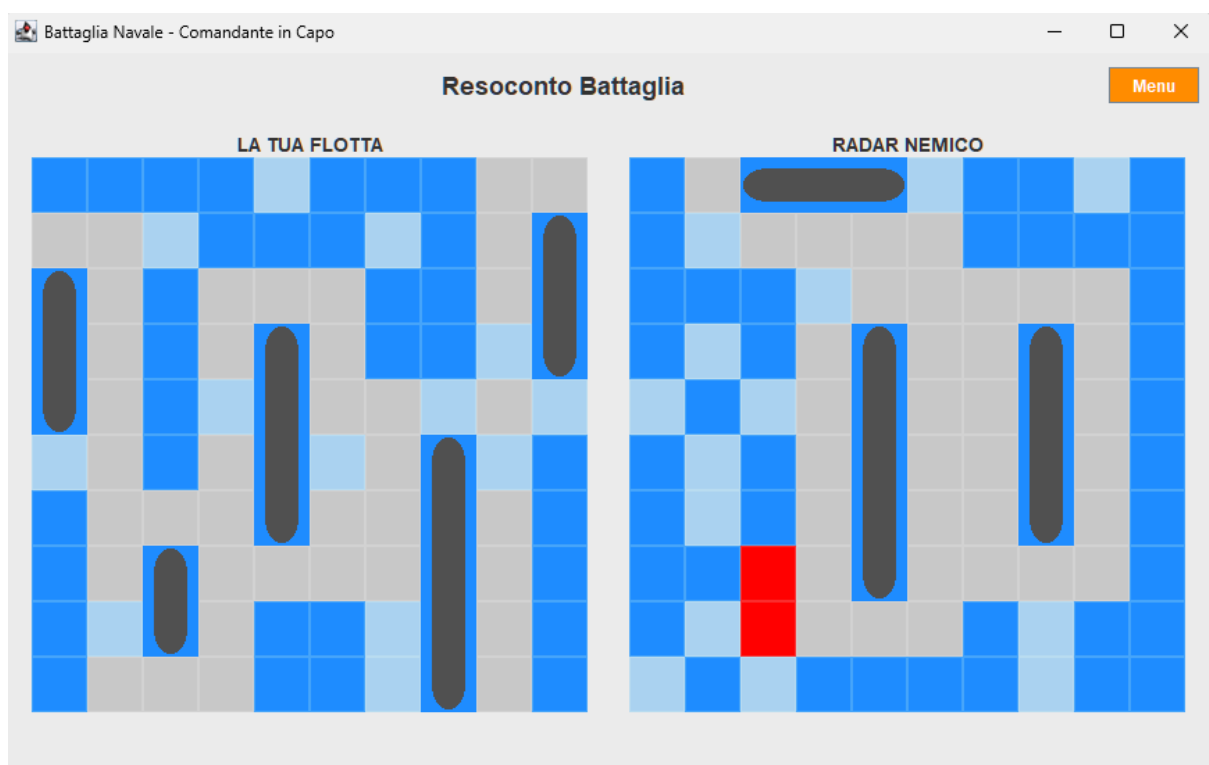 Battaglia Navale - Comandante in Capo
Resoconto Battaglia
Menu
LA TUA FLOTTA
RADAR NEMICO